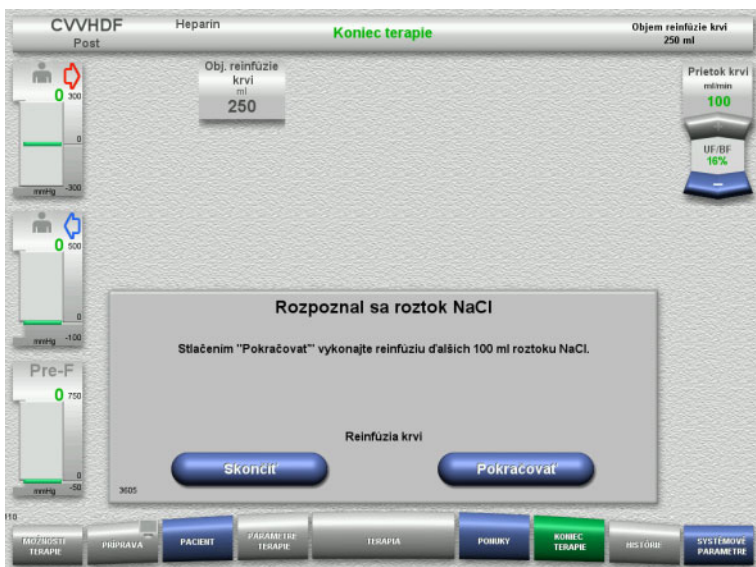 CVVHDF
Post
Heparin
Koniec terapie
Objem reinfúzie krvi
250 ml
Obj. reinfúzie
krvi
ml
250
Prietok krvi
ml/min
100
+
UF/BF
16%
-
0 300
0
mmHg -300
0 500
0
mmHg -100
Pre-F
0 750
0
mmHg -50
Rozpoznal sa roztok NaCl
Stlačením "Pokračovať" vykonajte reinfúziu ďalších 100 ml roztoku NaCl.
Reinfúzia krvi
Skončiť
Pokračovať
3605
MOŽNOSTI
TERAPIE
PRÍPRAVA
PACIENT
PARAMETRE
TERAPIE
TERAPIA
PONUKY
KONIEC
TERAPIE
HISTÓRIE
SYSTÉMOVÉ
PARAMETRE